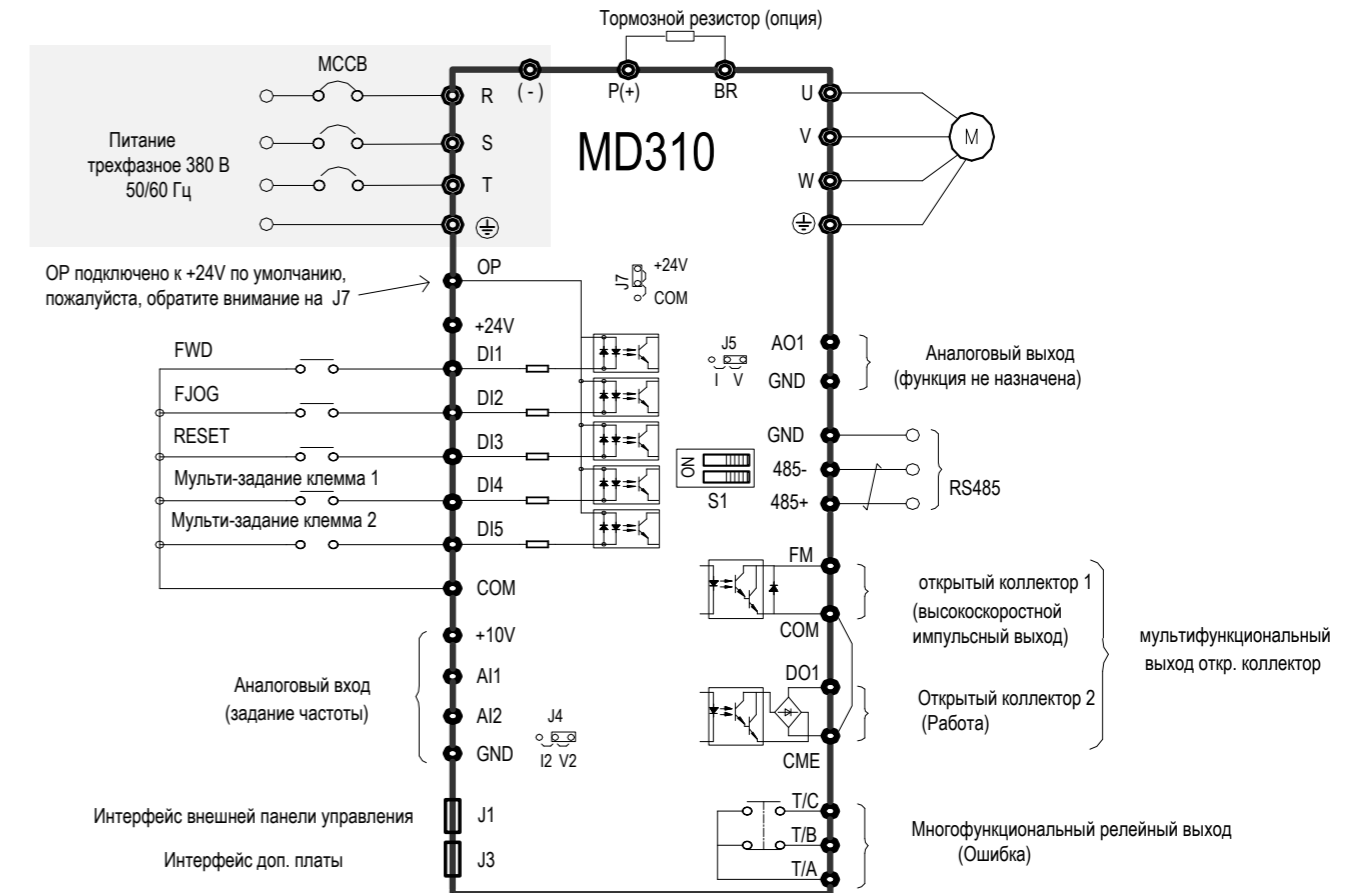 Тормозной резистор (опция)
MCCB
R
( - )
P(+)
BR
U
Питание
трехфазное 380 В
50/60 Гц
S
MD310
V
M
T
W
OP подключено к +24V по умолчанию,
пожалуйста, обратите внимание на J7
OP
J7
+24V
COM
+24V
FWD
DI1
J5
I V
AO1
GND
Аналоговый выход
(функция не назначена)
FJOG
DI2
RESET
DI3
GND
Мульти-задание клемма 1
DI4
ON
S1
485-
485+
RS485
Мульти-задание клемма 2
DI5
FM
COM
открытый коллектор 1
(высокоскоростной
импульсный выход)
COM
+10V
мультифункциональный
выход откр. коллектор
Аналоговый вход
(задание частоты)
AI1
AI2
GND
J4
I2 V2
DO1
CME
Открытый коллектор 2
(Работа)
Интерфейс внешней панели управления
J1
T/C
T/B
T/A
Многофункциональный релейный выход
(Ошибка)
Интерфейс доп. платы
J3